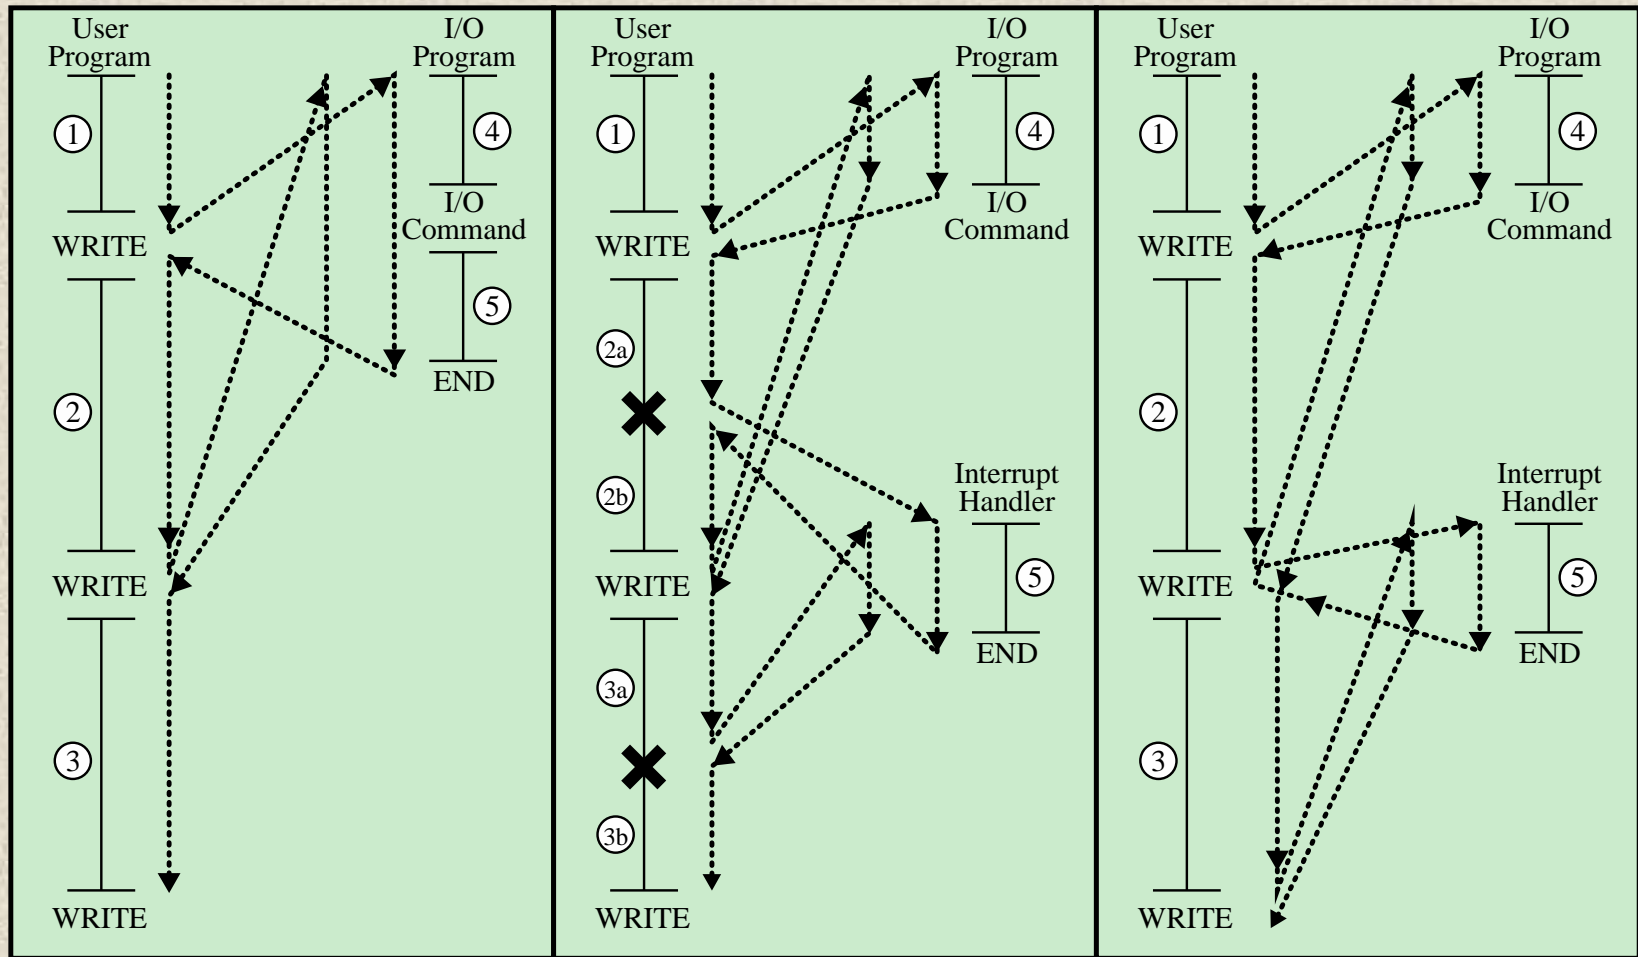 User
Program
I/O
Program
1
4
WRITE
I/O
Command
2
5
END
WRITE
3
WRITE
User
Program
I/O
Program
1
4
WRITE
I/O
Command
2a
2b
Interrupt
Handler
WRITE
5
END
3a
3b
WRITE
User
Program
I/O
Program
1
4
WRITE
I/O
Command
2
Interrupt
Handler
WRITE
5
END
3
WRITE